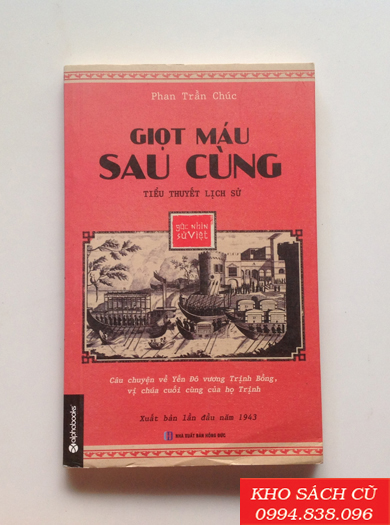 Phan Trần Chúc
GIỌT MÁU
SAU CÙNG
TIỂU THUYẾT LỊCH SỬ
góc nhìn
sử việt
Câu chuyện về Yến Đô vương Trịnh Bồng,
vị chúa cuối cùng của họ Trịnh
Xuất bản lần đầu năm 1943
alphabooks
NHÀ XUẤT BẢN HỒNG ĐỨC
KHO SÁCH CŨ
0994.838.096